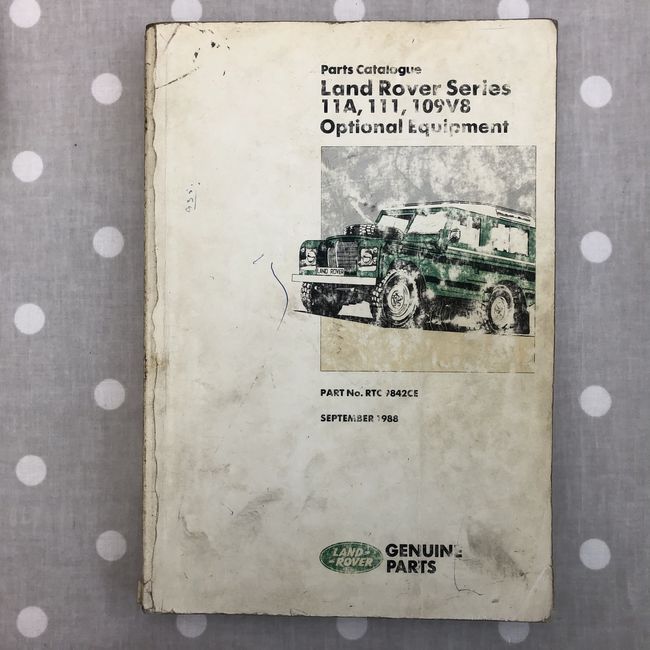 Parts Catalogue
Land Rover Series
11A, 111, 109V8
Optional Equipment
LAND ROVER
PART No. RTC 9842CE
SEPTEMBER 1988
LAND-
-ROVER
GENUINE
PARTS